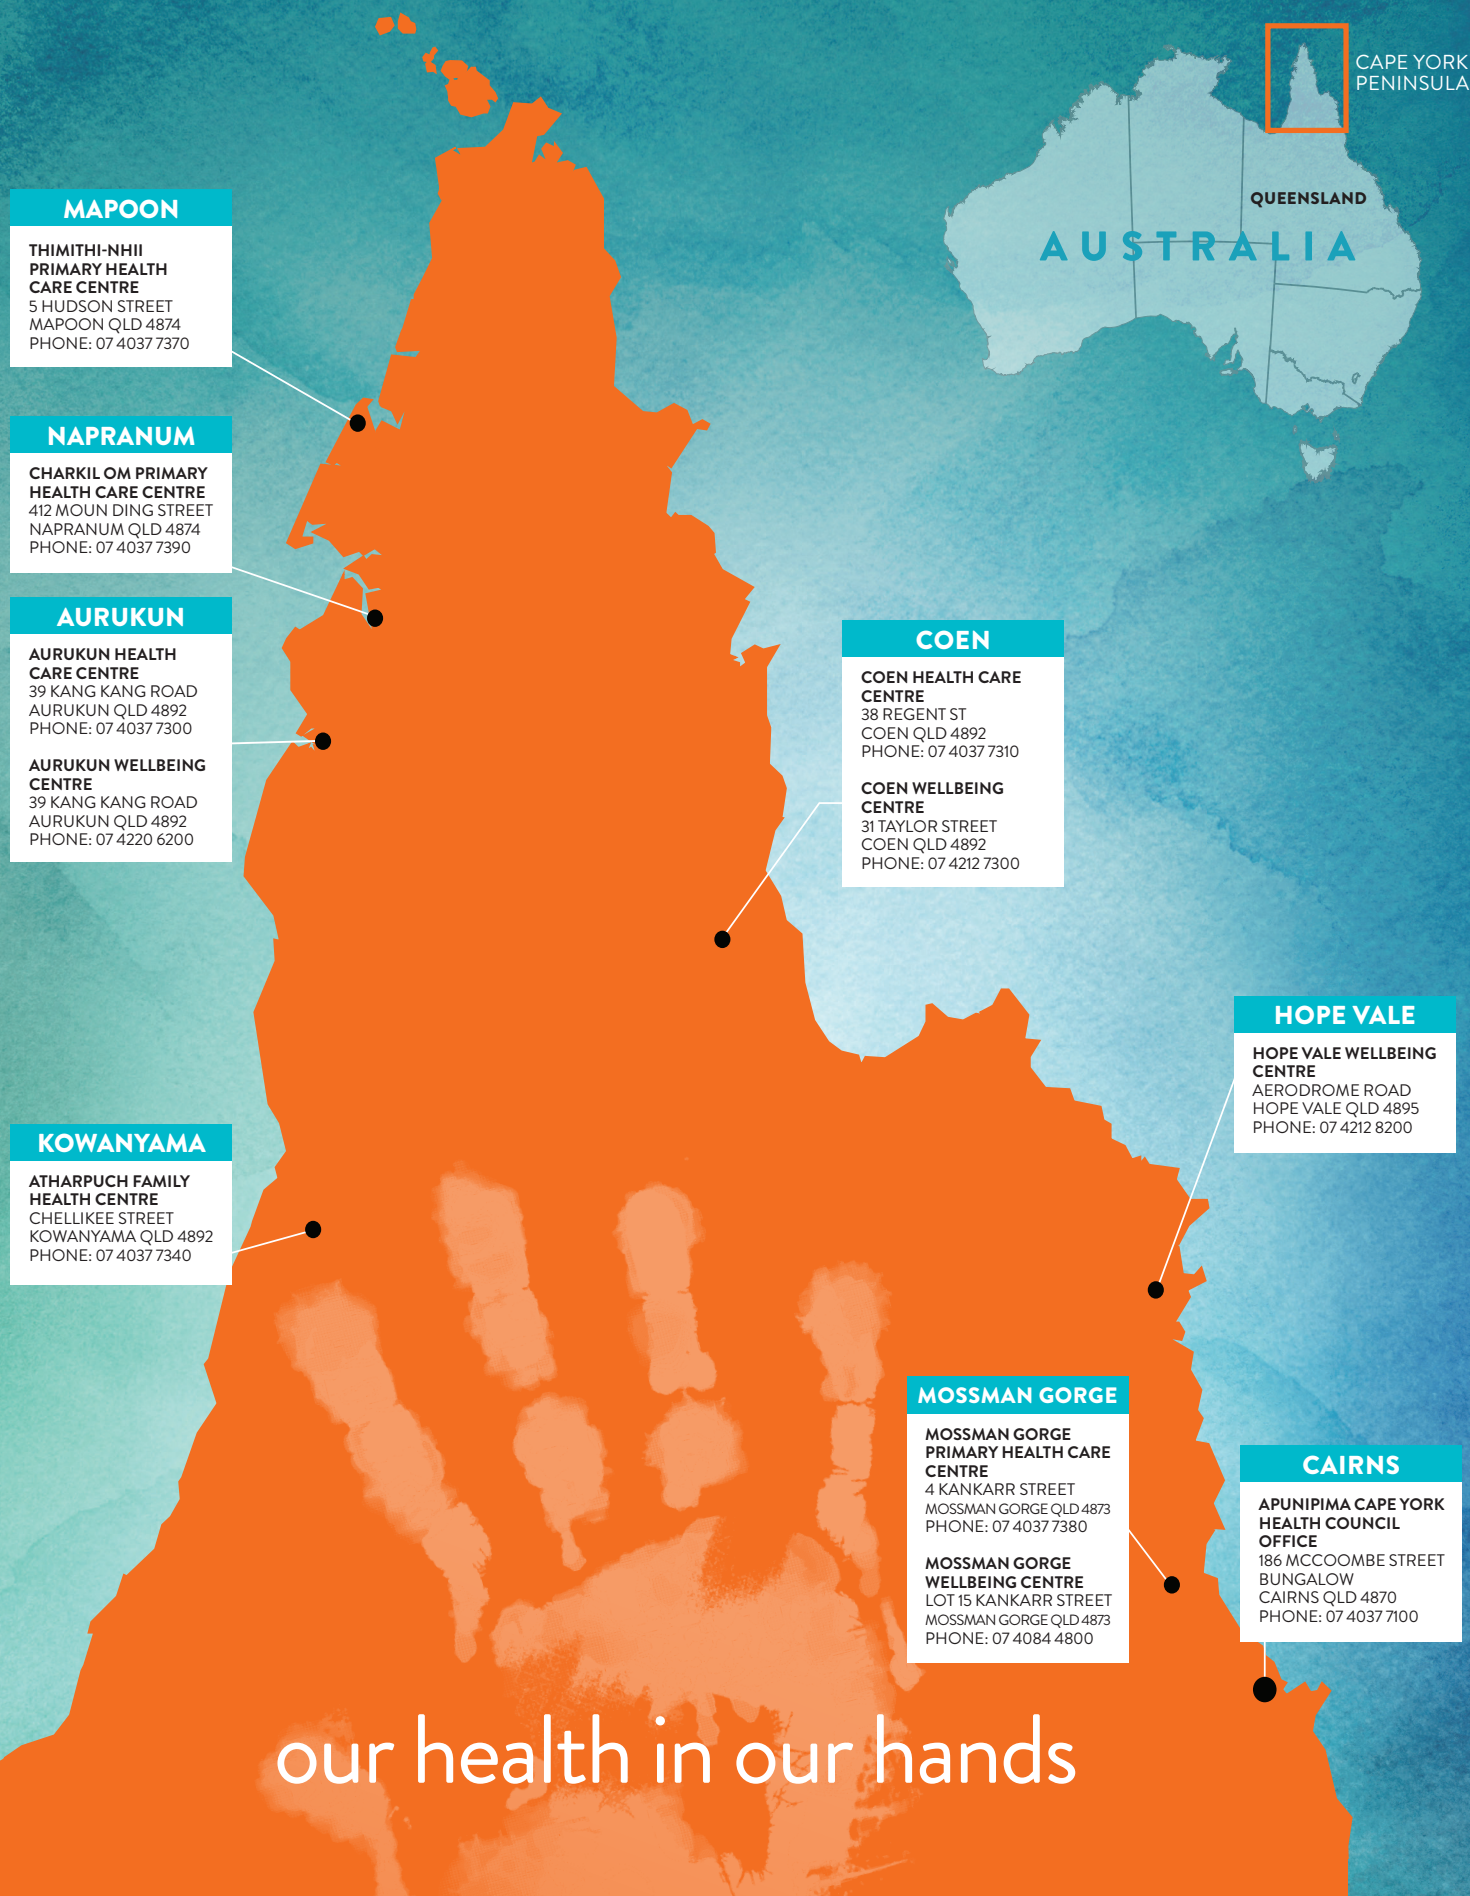 CAPE YORK
PENINSULA
QUEENSLAND
AUSTRALIA
MAPOON
THIMITHI-NHII
PRIMARY HEALTH
CARE CENTRE
5 HUDSON STREET
MAPOON QLD 4874
PHONE: 07 4037 7370
NAPRANUM
CHARKIL OM PRIMARY
HEALTH CARE CENTRE
412 MOUN DING STREET
NAPRANUM QLD 4874
PHONE: 07 4037 7390
AURUKUN
AURUKUN HEALTH
CARE CENTRE
39 KANG KANG ROAD
AURUKUN QLD 4892
PHONE: 07 4037 7300
AURUKUN WELLBEING
CENTRE
39 KANG KANG ROAD
AURUKUN QLD 4892
PHONE: 07 4220 6200
COEN
COEN HEALTH CARE
CENTRE
38 REGENT ST
COEN QLD 4892
PHONE: 07 4037 7310
COEN WELLBEING
CENTRE
31 TAYLOR STREET
COEN QLD 4892
PHONE: 07 4212 7300
HOPE VALE
HOPE VALE WELLBEING
CENTRE
AERODROME ROAD
HOPE VALE QLD 4895
PHONE: 07 4212 8200
KOWANYAMA
ATHARPUCH FAMILY
HEALTH CENTRE
CHELLIKEE STREET
KOWANYAMA QLD 4892
PHONE: 07 4037 7340
MOSSMAN GORGE
MOSSMAN GORGE
PRIMARY HEALTH CARE
CENTRE
4 KANKARR STREET
MOSSMAN GORGE QLD 4873
PHONE: 07 4037 7380
MOSSMAN GORGE
WELLBEING CENTRE
LOT 15 KANKARR STREET
MOSSMAN GORGE QLD 4873
PHONE: 07 4084 4800
CAIRNS
APUNIPIMA CAPE YORK
HEALTH COUNCIL
OFFICE
186 MCCOOMBE STREET
BUNGALOW
CAIRNS QLD 4870
PHONE: 07 4037 7100
our health in our hands